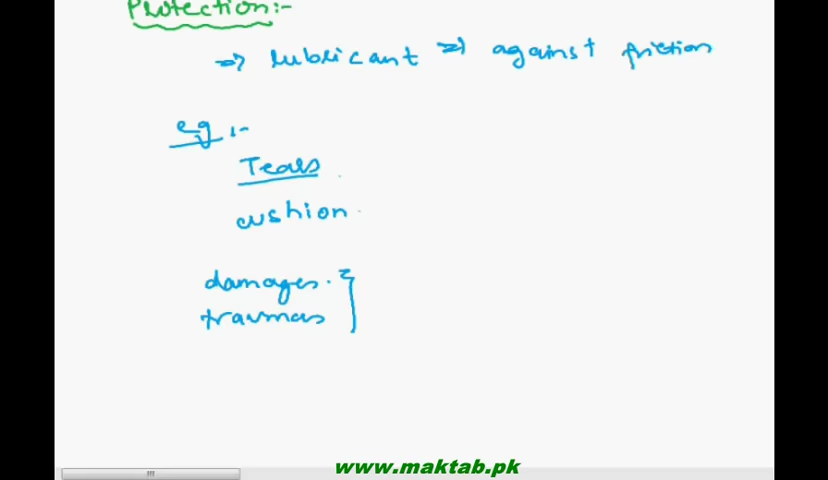 Protection:-
⇒ lubricant ⇒ against friction
eg :-
Tears
cushion
damages.
traumas
www.maktab.pk